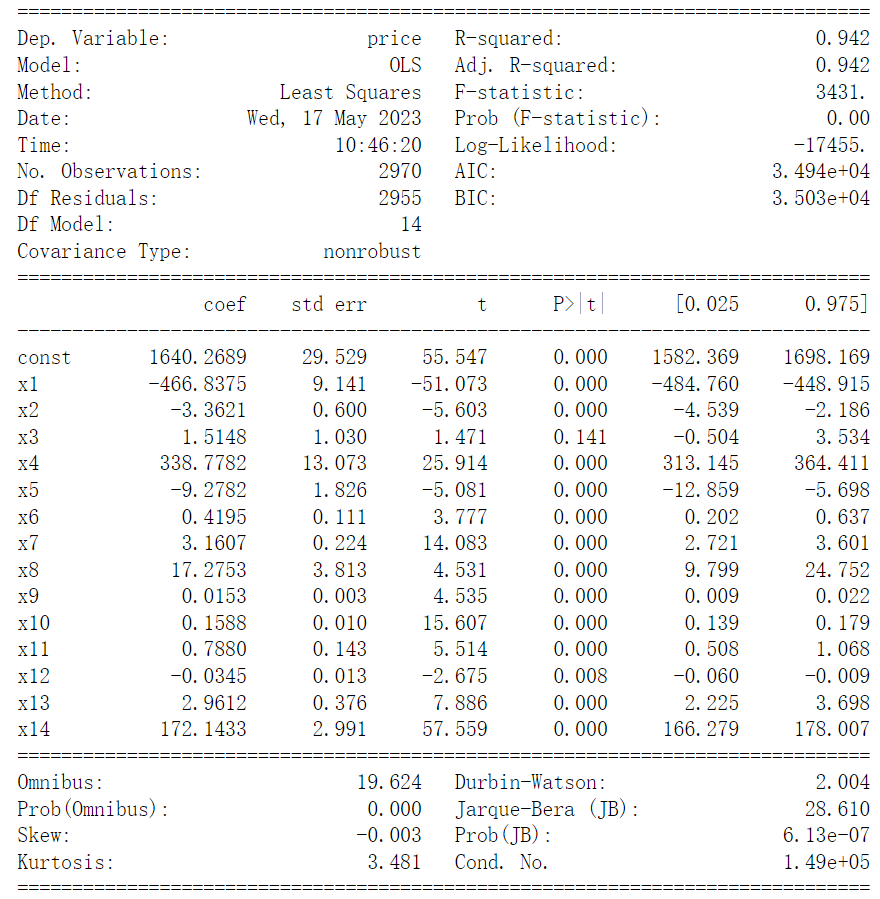 ==============================================================================
Dep. Variable:                  price   R-squared:                       0.942
Model:                            OLS   Adj. R-squared:                  0.942
Method:                 Least Squares   F-statistic:                     3431.
Date:                Wed, 17 May 2023   Prob (F-statistic):               0.00
Time:                        10:46:20   Log-Likelihood:                -17455.
No. Observations:                2970   AIC:                         3.494e+04
Df Residuals:                    2955   BIC:                         3.503e+04
Df Model:                          14
Covariance Type:            nonrobust
==============================================================================
                 coef    std err          t      P>|t|      [0.025      0.975]
------------------------------------------------------------------------------
const       1640.2689     29.529     55.547      0.000    1582.369    1698.169
x1          -466.8375      9.141    -51.073      0.000    -484.760    -448.915
x2            -3.3621      0.600     -5.603      0.000      -4.539      -2.186
x3             1.5148      1.030      1.471      0.141      -0.504       3.534
x4           338.7782     13.073     25.914      0.000     313.145     364.411
x5            -9.2782      1.826     -5.081      0.000     -12.859      -5.698
x6             0.4195      0.111      3.777      0.000       0.202       0.637
x7             3.1607      0.224     14.083      0.000       2.721       3.601
x8            17.2753      3.813      4.531      0.000       9.799      24.752
x9             0.0153      0.003      4.535      0.000       0.009       0.022
x10            0.1588      0.010     15.607      0.000       0.139       0.179
x11            0.7880      0.143      5.514      0.000       0.508       1.068
x12           -0.0345      0.013     -2.675      0.008      -0.060      -0.009
x13            2.9612      0.376      7.886      0.000       2.225       3.698
x14          172.1433      2.991     57.559      0.000     166.279     178.007
==============================================================================
Omnibus:                       19.624   Durbin-Watson:                   2.004
Prob(Omnibus):                  0.000   Jarque-Bera (JB):               28.610
Skew:                          -0.003   Prob(JB):                     6.13e-07
Kurtosis:                       3.481   Cond. No.                     1.49e+05
==============================================================================